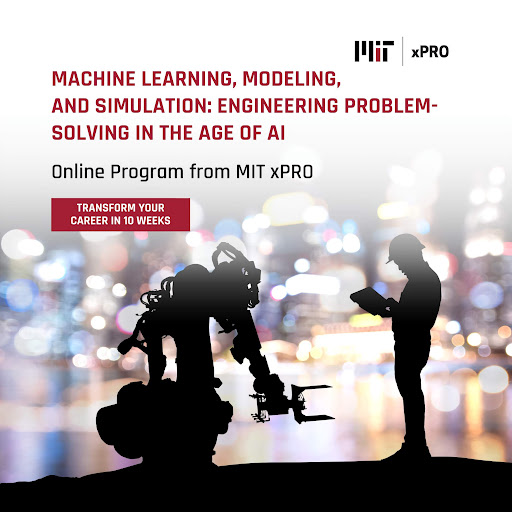 MIT xPRO
MACHINE LEARNING, MODELING,
AND SIMULATION: ENGINEERING PROBLEM-
SOLVING IN THE AGE OF AI
Online Program from MIT xPRO
TRANSFORM YOUR
CAREER IN 10 WEEKS